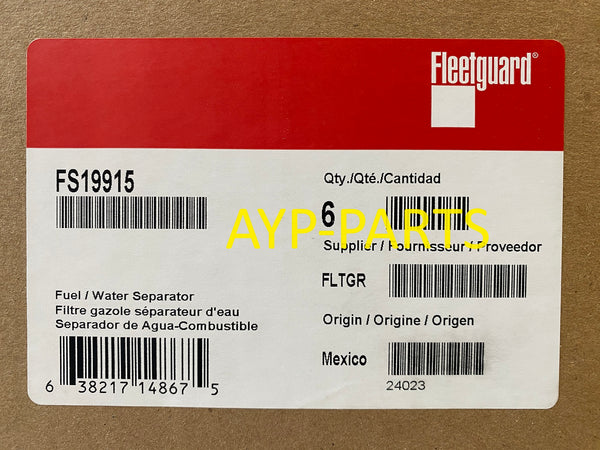 Fleetguard®
FS19915
Qty./Qté./Cantidad
6
AYP-PARTS
Supplier / Fournisseur / Proveedor
FLTGR
Fuel / Water Separator
Filtre gazole séparateur d'eau
Separador de Agua-Combustible
Origin / Origine / Origen
Mexico
24023
6 38217 14867 5